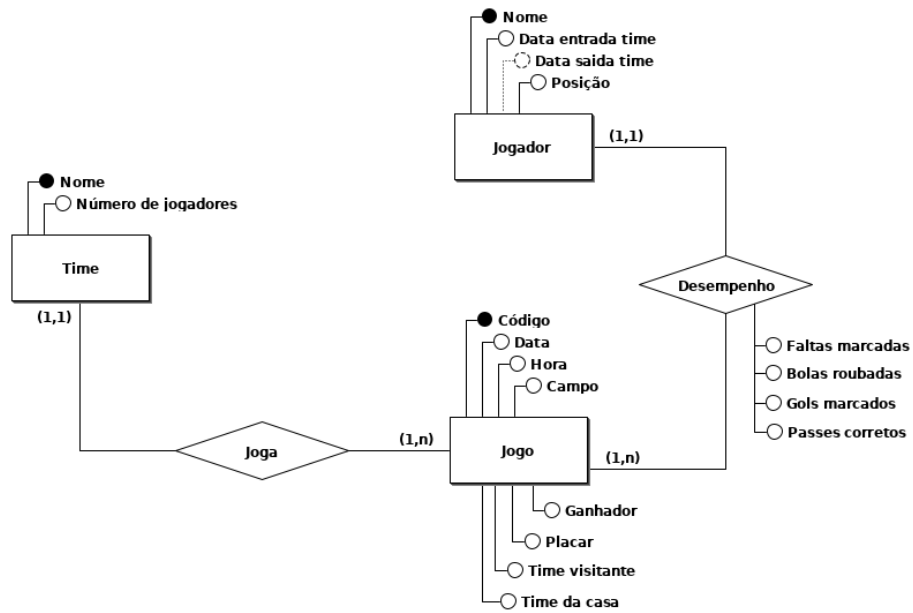 Nome
Data entrada time
Data saida time
Posição
Jogador
(1,1)
Nome
Número de jogadores
Time
(1,1)
Desempenho
Faltas marcadas
Bolas roubadas
Gols marcados
Passes corretos
Código
Data
Hora
Campo
Joga
(1,n)
Jogo
(1,n)
Ganhador
Placar
Time visitante
Time da casa